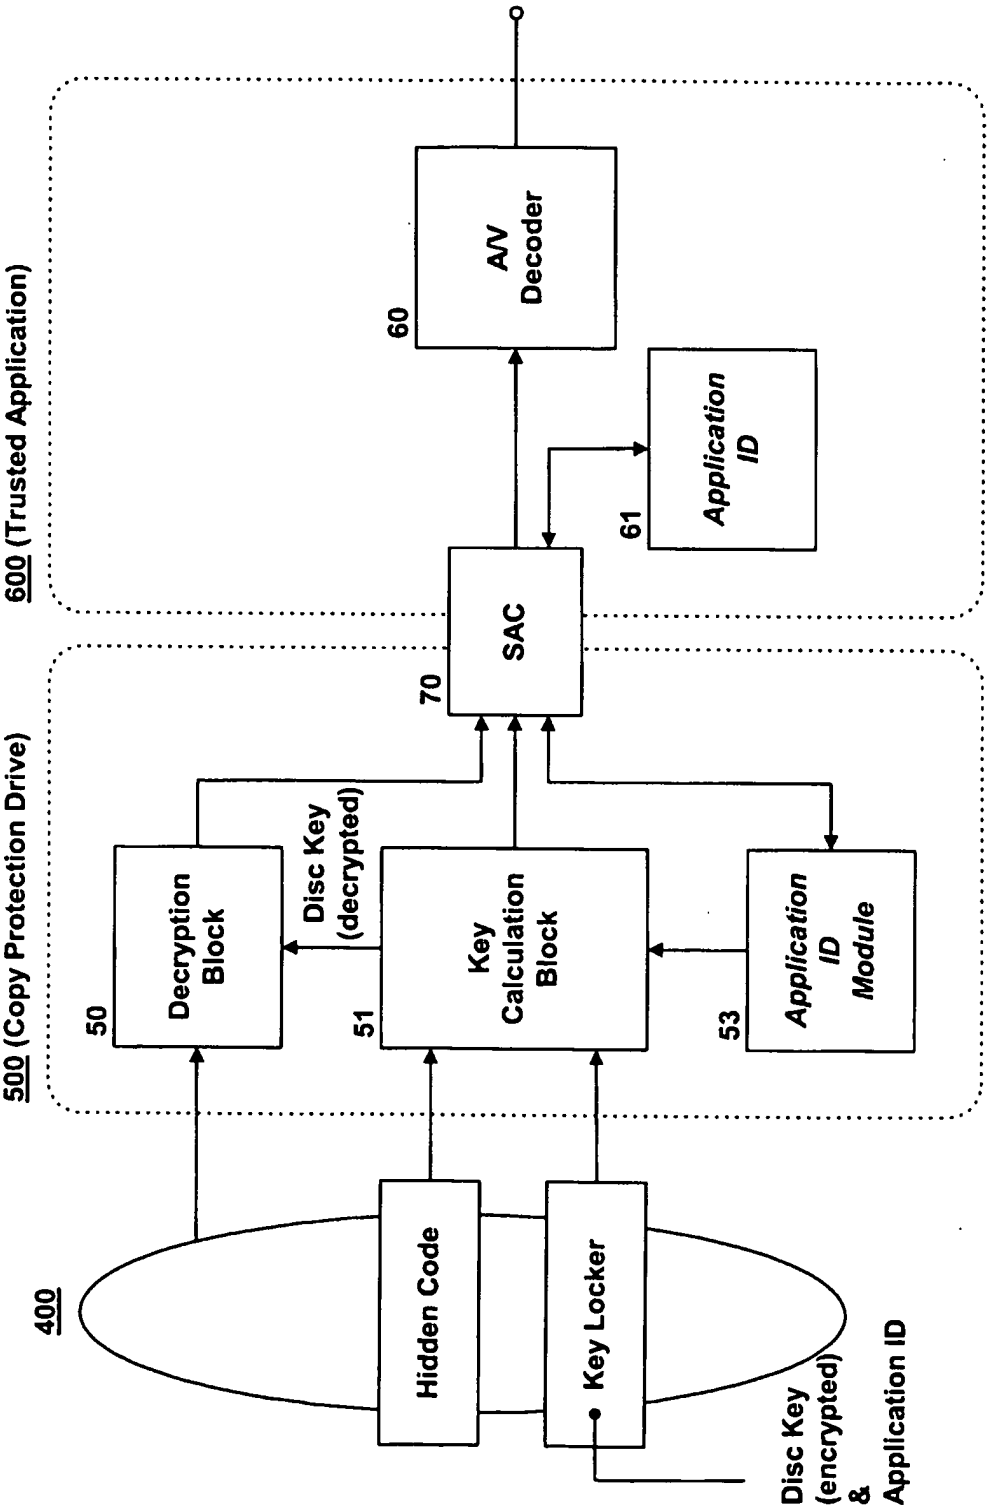 400
500 (Copy Protection Drive)
600 (Trusted Application)
50
Decryption
Block
Disc Key
(decrypted)
Hidden Code
51
Key
Calculation
Block
70
SAC
60
A/V
Decoder
Key Locker
53
Application
ID
Module
61
Application
ID
Disc Key
(encrypted)
&
Application ID